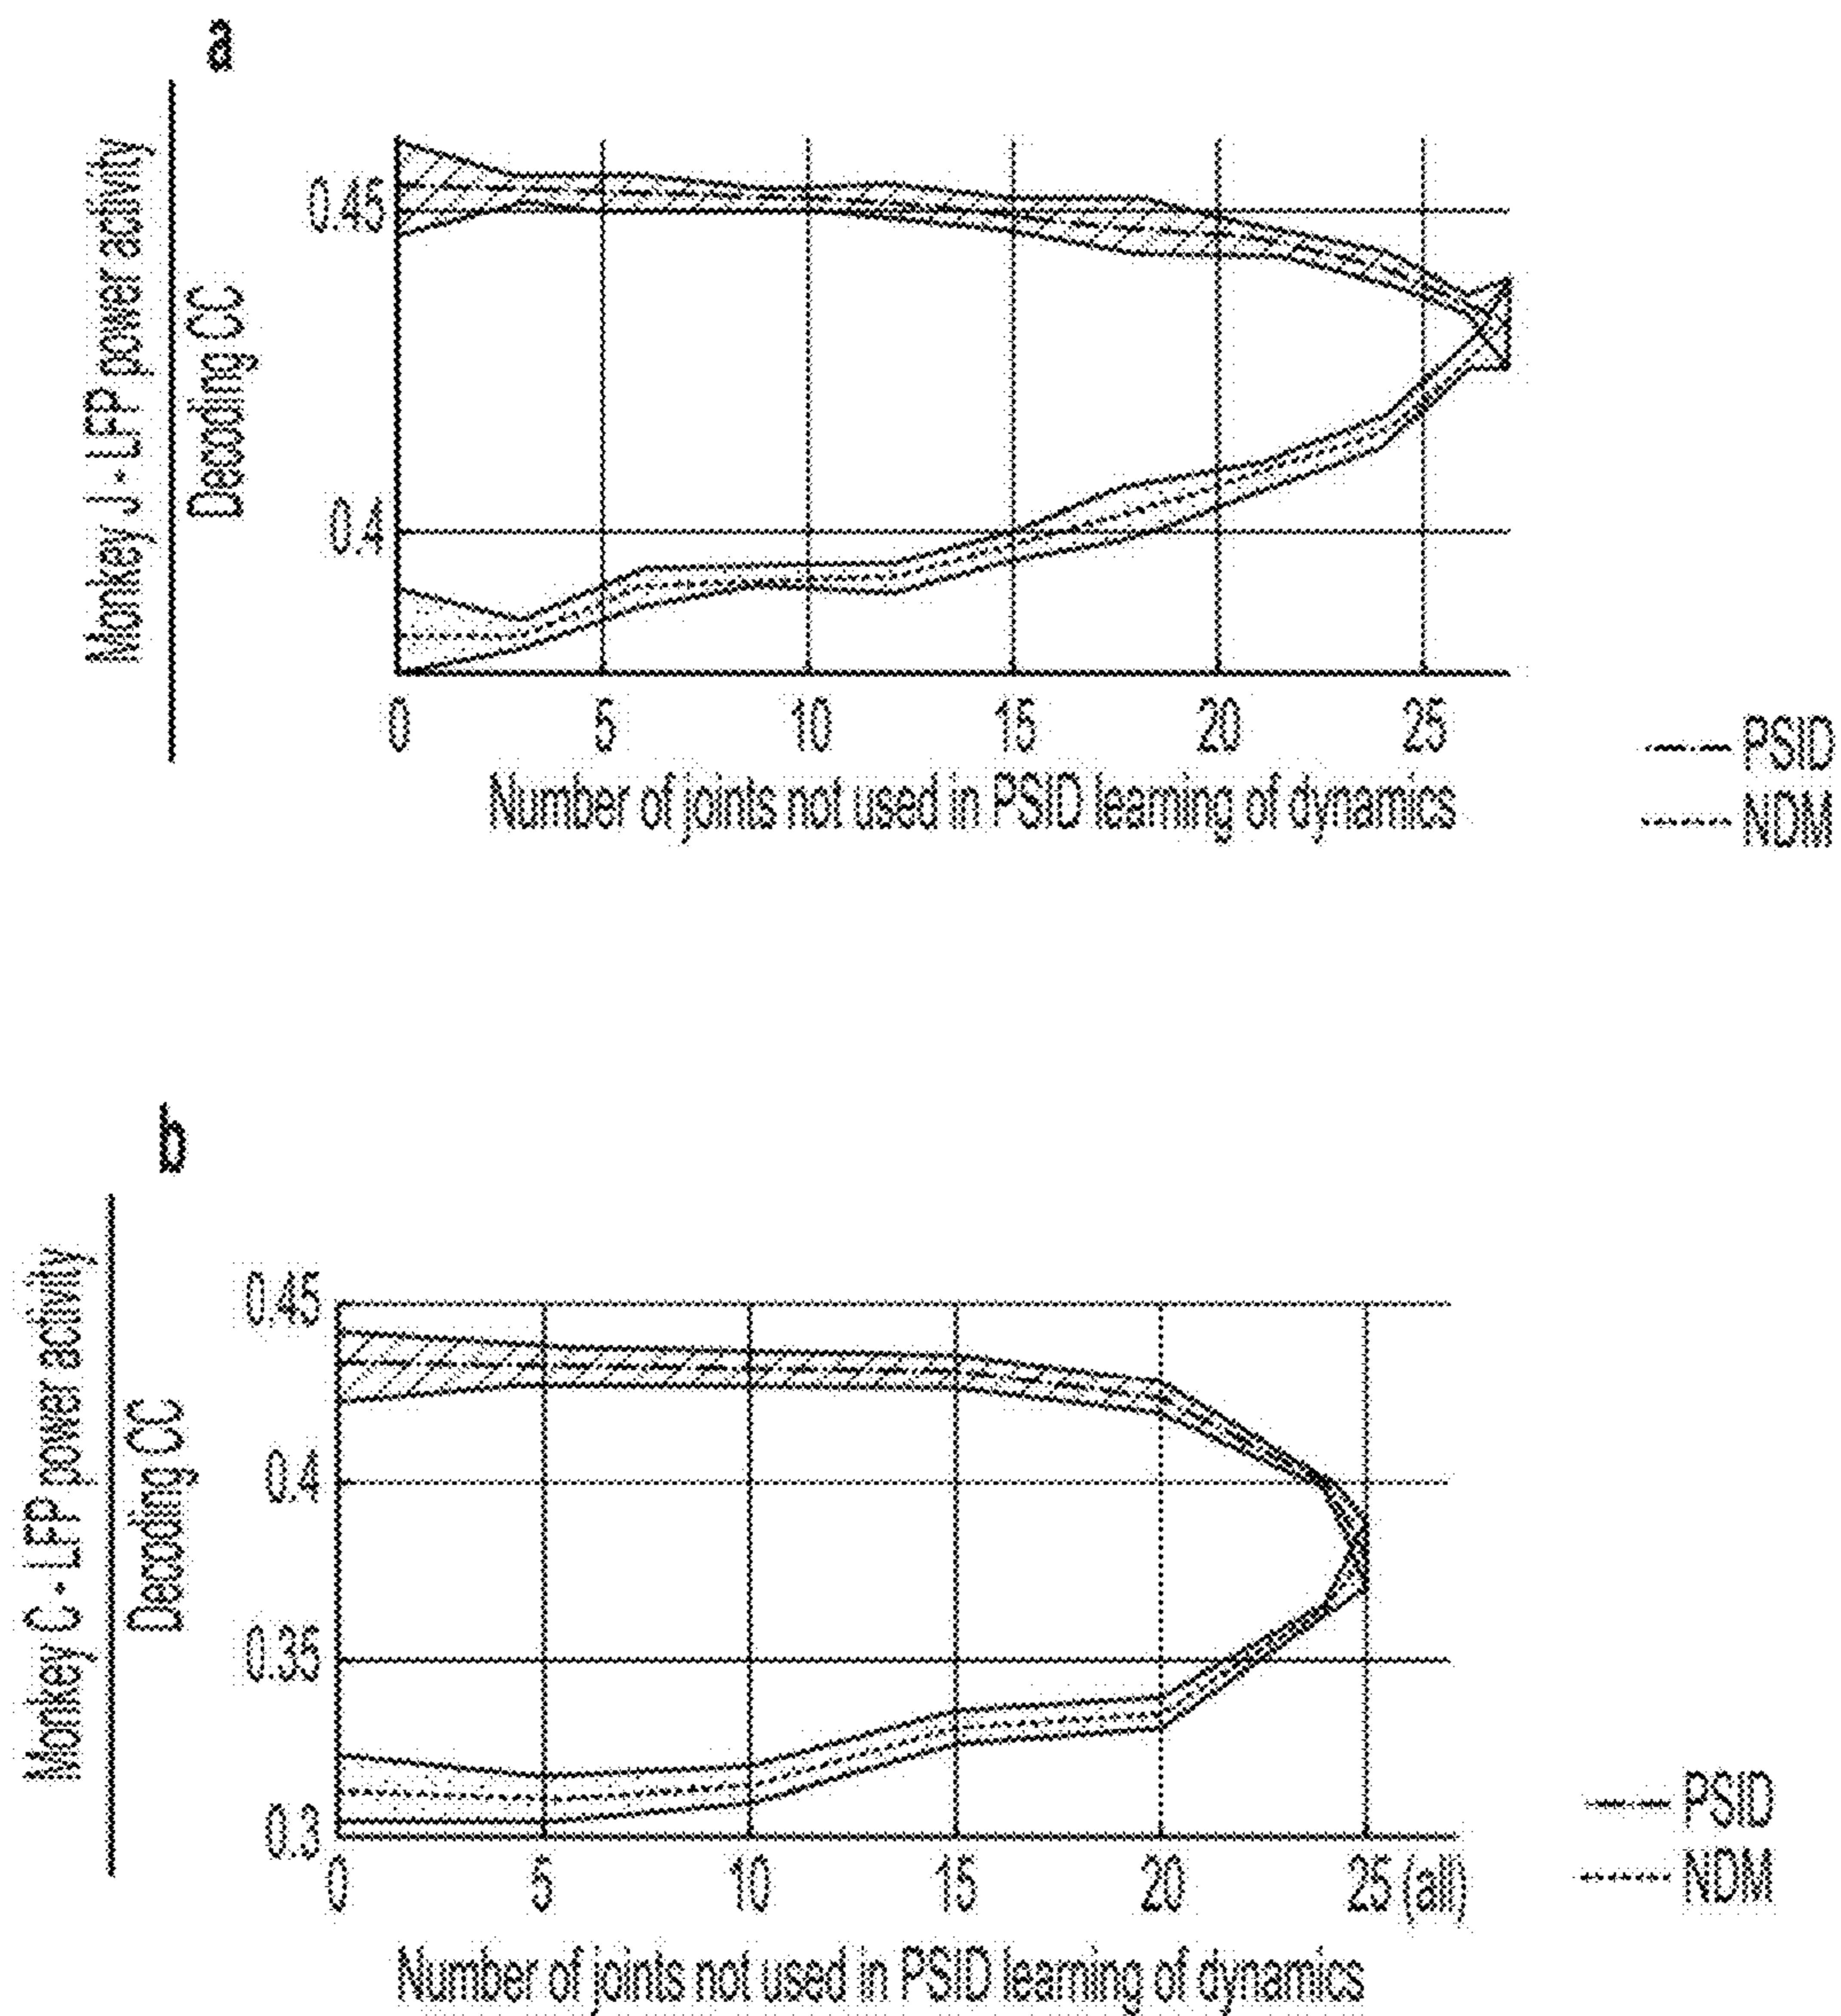 a
Monkey J - LFP power activity
Decoding CC
0.45
0.4
0 5 10 15 20 25
Number of joints not used in PSID learning of dynamics
PSID
NDM
b
Monkey C - LFP power activity
Decoding CC
0.45
0.4
0.35
0.3
0 5 10 15 20 25 (all)
Number of joints not used in PSID learning of dynamics
PSID
NDM